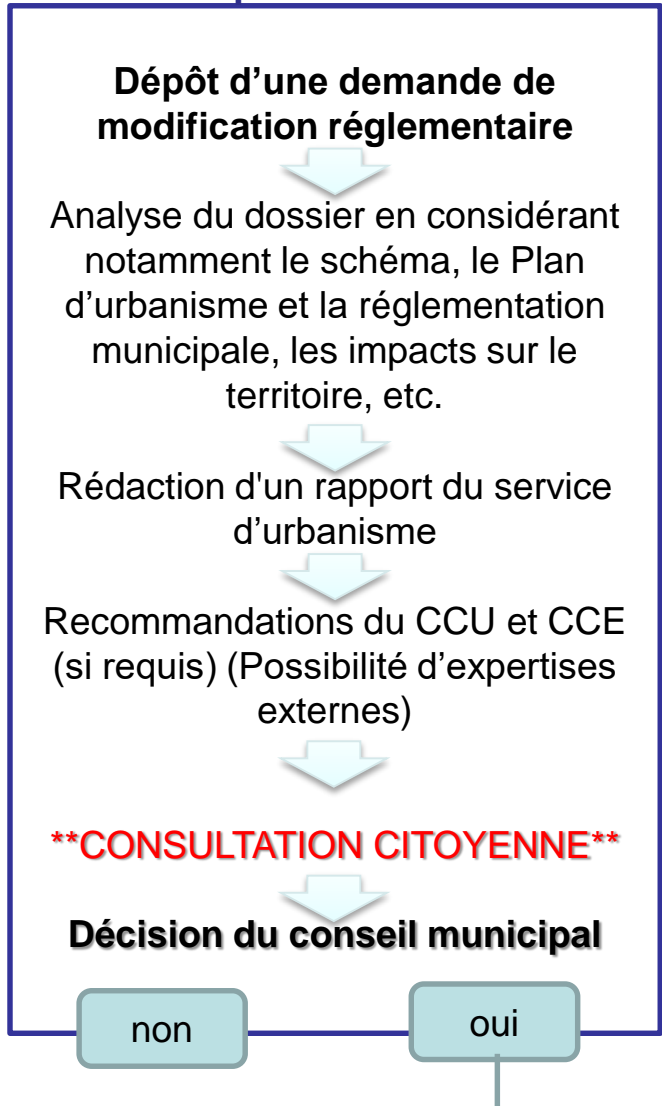 Dépôt d’une demande de
modification réglementaire
Analyse du dossier en considérant
notamment le schéma, le Plan
d’urbanisme et la réglementation
municipale, les impacts sur le
territoire, etc.
Rédaction d'un rapport du service
d’urbanisme
Recommandations du CCU et CCE
(si requis) (Possibilité d’expertises
externes)
**CONSULTATION CITOYENNE**
Décision du conseil municipal
non
oui